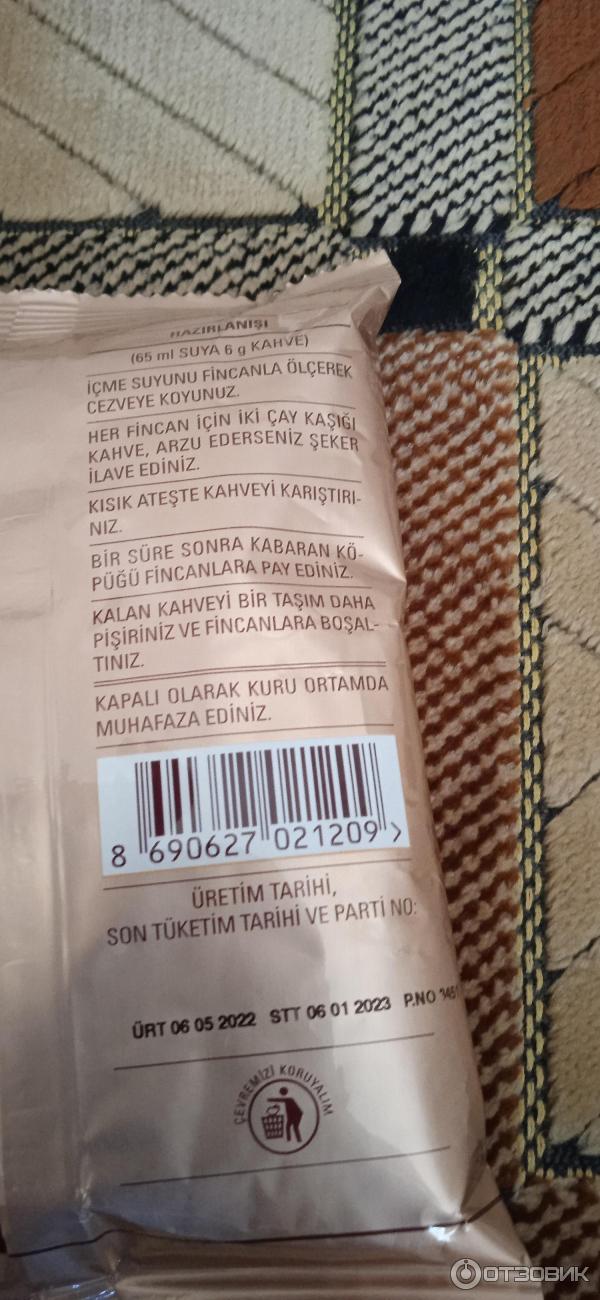 HAZIRLANIŞI
(65 ml SUYA 6 g KAHVE)
İÇME SUYUNU FİNCANLA ÖLÇEREK
CEZVEYE KOYUNUZ.
HER FİNCAN İÇİN İKİ ÇAY KAŞIĞI
KAHVE, ARZU EDERSENİZ ŞEKER
İLAVE EDİNİZ.
KISIK ATEŞTE KAHVEYİ KARIŞTIRI-
NIZ.
BİR SÜRE SONRA KABARAN KÖ-
PÜĞÜ FİNCANLARA PAY EDİNİZ.
KALAN KAHVEYİ BİR TAŞIM DAHA
PİŞİRİNİZ VE FİNCANLARA BOŞAL-
TINIZ.
KAPALI OLARAK KURU ORTAMDA
MUHAFAZA EDİNİZ.
8 690627 021209 >
ÜRETİM TARİHİ,
SON TÜKETİM TARİHİ VE PARTİ NO:
ÜRT 06 05 2022 STT 06 01 2023 P.NO
ÇEVREMİZİ KORUYALIM
ОТЗОВИК